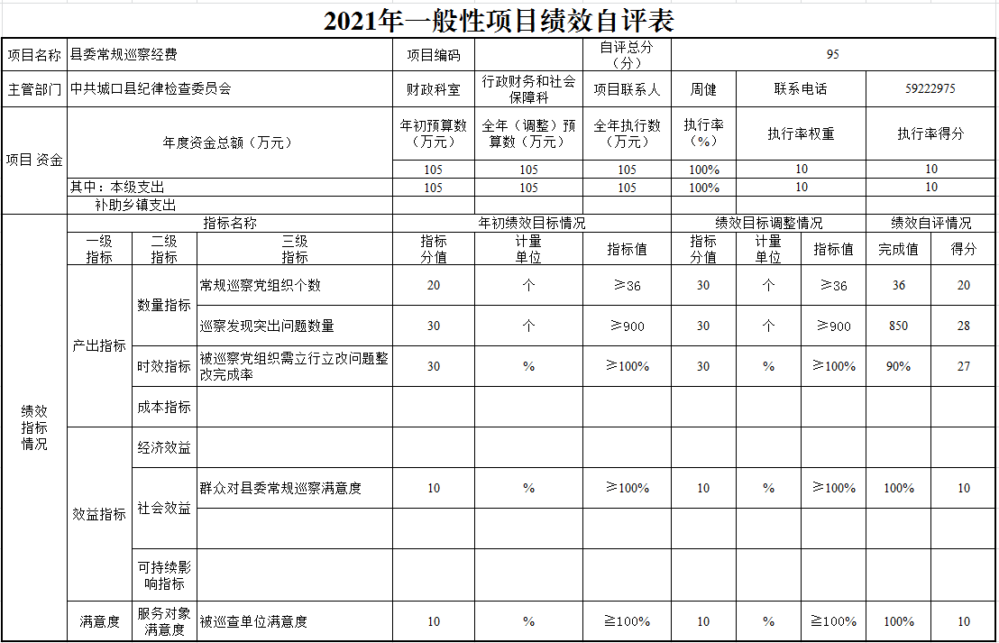 2021年一般性项目绩效自评表
项目名称 县委常规巡察经费 项目编码 自评总分（分） 95
主管部门 中共城口县纪律检查委员会 财政科室 行政财务和社会保障科 项目联系人 周健 联系电话 59222975
项目 资金 年度资金总额（万元） 年初预算数（万元） 全年（调整）预算数（万元） 全年执行数（万元） 执行率（%） 执行率权重 执行率得分
105 105 105 100% 10 10
其中：本级支出 105 105 105 100% 10 10
补助乡镇支出
绩效指标情况 指标名称 年初绩效目标情况 绩效目标调整情况 绩效自评情况
一级指标 二级指标 三级指标 指标分值 计量单位 指标值 指标分值 计量单位 指标值 完成值 得分
产出指标 数量指标 常规巡察党组织个数 20 个 ≥36 30 个 ≥36 36 20
巡察发现突出问题数量 30 个 ≥900 30 个 ≥900 850 28
时效指标 被巡察党组织需立行立改问题整改完成率 30 % ≥100% 30 % ≥100% 90% 27
成本指标
效益指标 经济效益
社会效益 群众对县委常规巡察满意度 10 % ≥100% 10 % ≥100% 100% 10
可持续影响指标
满意度 服务对象满意度 被巡查单位满意度 10 % ≧100% 10 % ≧100% 100% 10